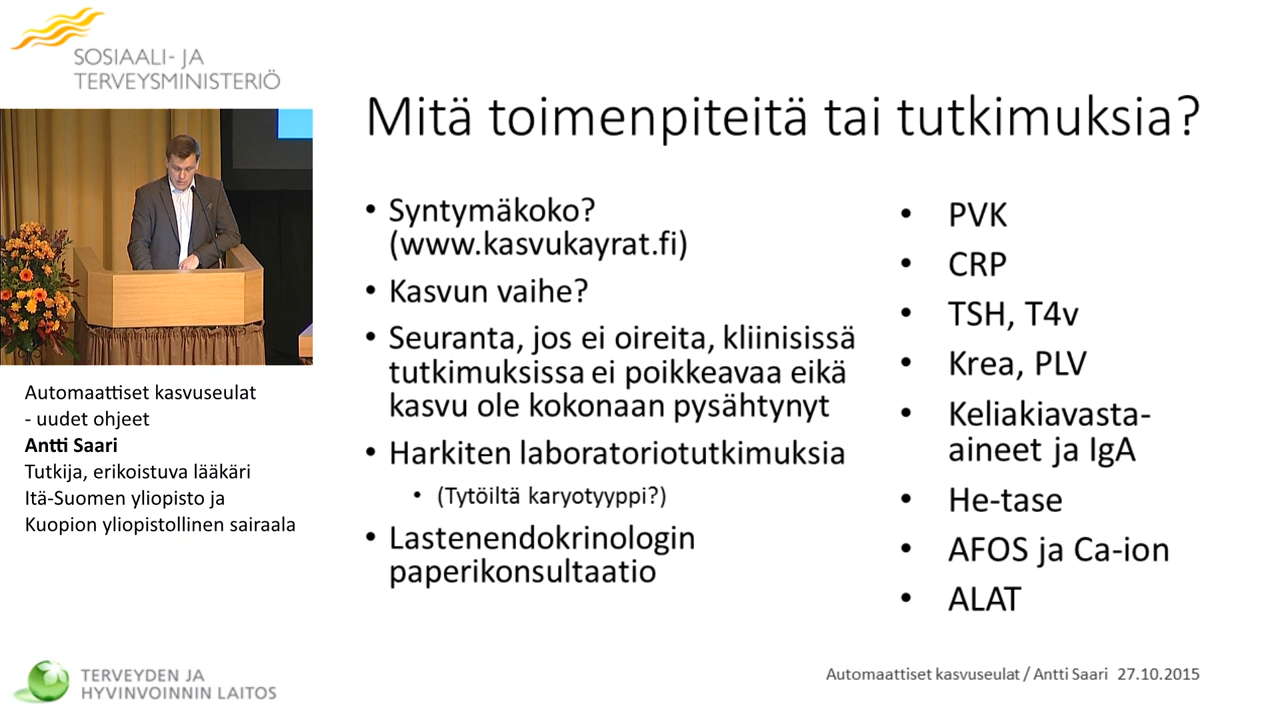 SOSIAALI- JA
TERVEYSMINISTERIÖ
Mitä toimenpiteitä tai tutkimuksia?
• Syntymäkoko?
(www.kasvukayrat.fi)
• Kasvun vaihe?
• Seuranta, jos ei oireita, kliinisissä
tutkimuksissa ei poikkeavaa eikä
kasvu ole kokonaan pysähtynyt
• Harkiten laboratoriotutkimuksia
• (Tytöiltä karyotyyppi?)
• Lastenendokrinologin
paperikonsultaatio
• PVK
• CRP
• TSH, T4v
• Krea, PLV
• Keliakiavasta-
aineet ja IgA
• He-tase
• AFOS ja Ca-ion
• ALAT
Automaattiset kasvuseulat
- uudet ohjeet
Antti Saari
Tutkija, erikoistuva lääkäri
Itä-Suomen yliopisto ja
Kuopion yliopistollinen sairaala
TERVEYDEN JA
HYVINVOINNIN LAITOS
Automaattiset kasvuseulat / Antti Saari 27.10.2015